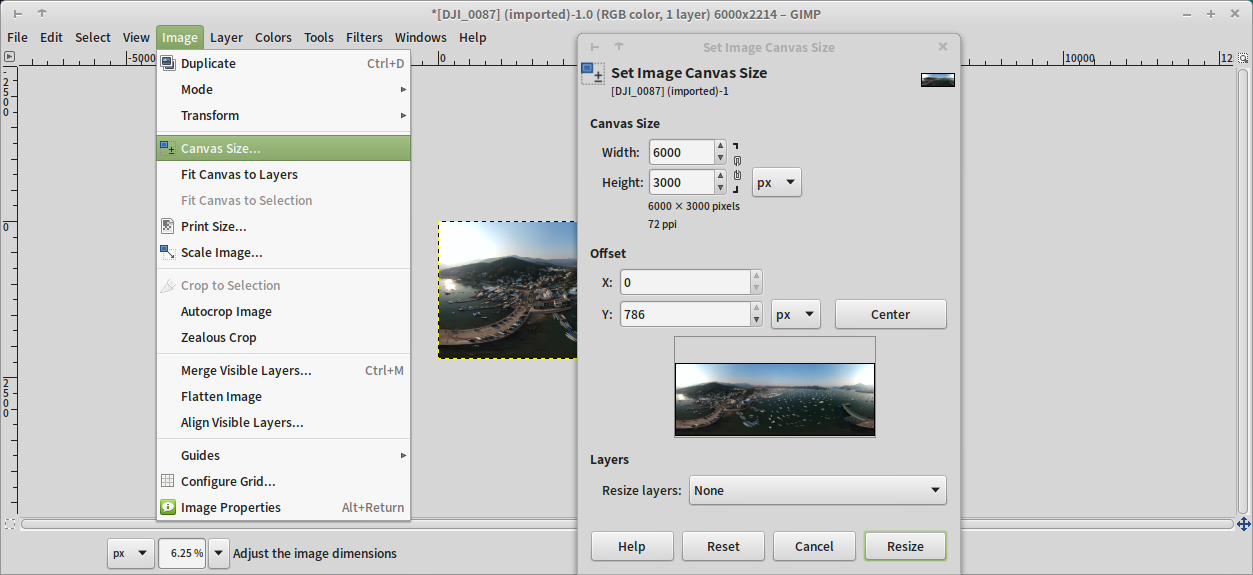 *[DJI_0087] (imported)-1.0 (RGB color, 1 layer) 6000x2214 – GIMP
File Edit Select View Image Layer Colors Tools Filters Windows Help
-5000 0 10000 12
-2500
0
2500
Duplicate Ctrl+D
Mode
Transform
Canvas Size...
Fit Canvas to Layers
Fit Canvas to Selection
Print Size...
Scale Image...
Crop to Selection
Autocrop Image
Zealous Crop
Merge Visible Layers... Ctrl+M
Flatten Image
Align Visible Layers...
Guides
Configure Grid...
Image Properties Alt+Return
px 6.25 % Adjust the image dimensions
Set Image Canvas Size
Set Image Canvas Size
[DJI_0087] (imported)-1
Canvas Size
Width: 6000
Height: 3000 px
6000 × 3000 pixels
72 ppi
Offset
X: 0
Y: 786 px Center
Layers
Resize layers: None
Help Reset Cancel Resize